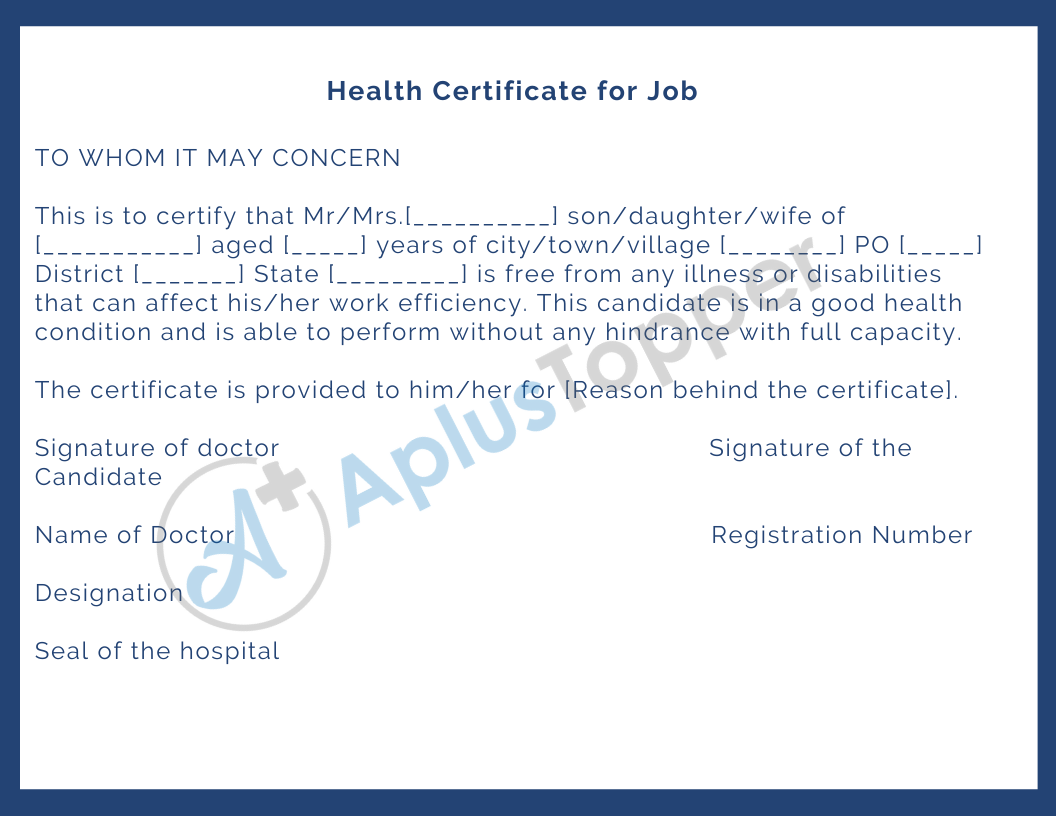 Health Certificate for Job
TO WHOM IT MAY CONCERN
This is to certify that Mr/Mrs.[__________] son/daughter/wife of
[___________] aged [_____] years of city/town/village [________] PO [_____]
District [_______] State [_________] is free from any illness or disabilities
that can affect his/her work efficiency. This candidate is in a good health
condition and is able to perform without any hindrance with full capacity.
The certificate is provided to him/her for [Reason behind the certificate].
Signature of doctor Signature of the
Candidate
Name of Doctor Registration Number
Designation
Seal of the hospital
A+ AplusTopper